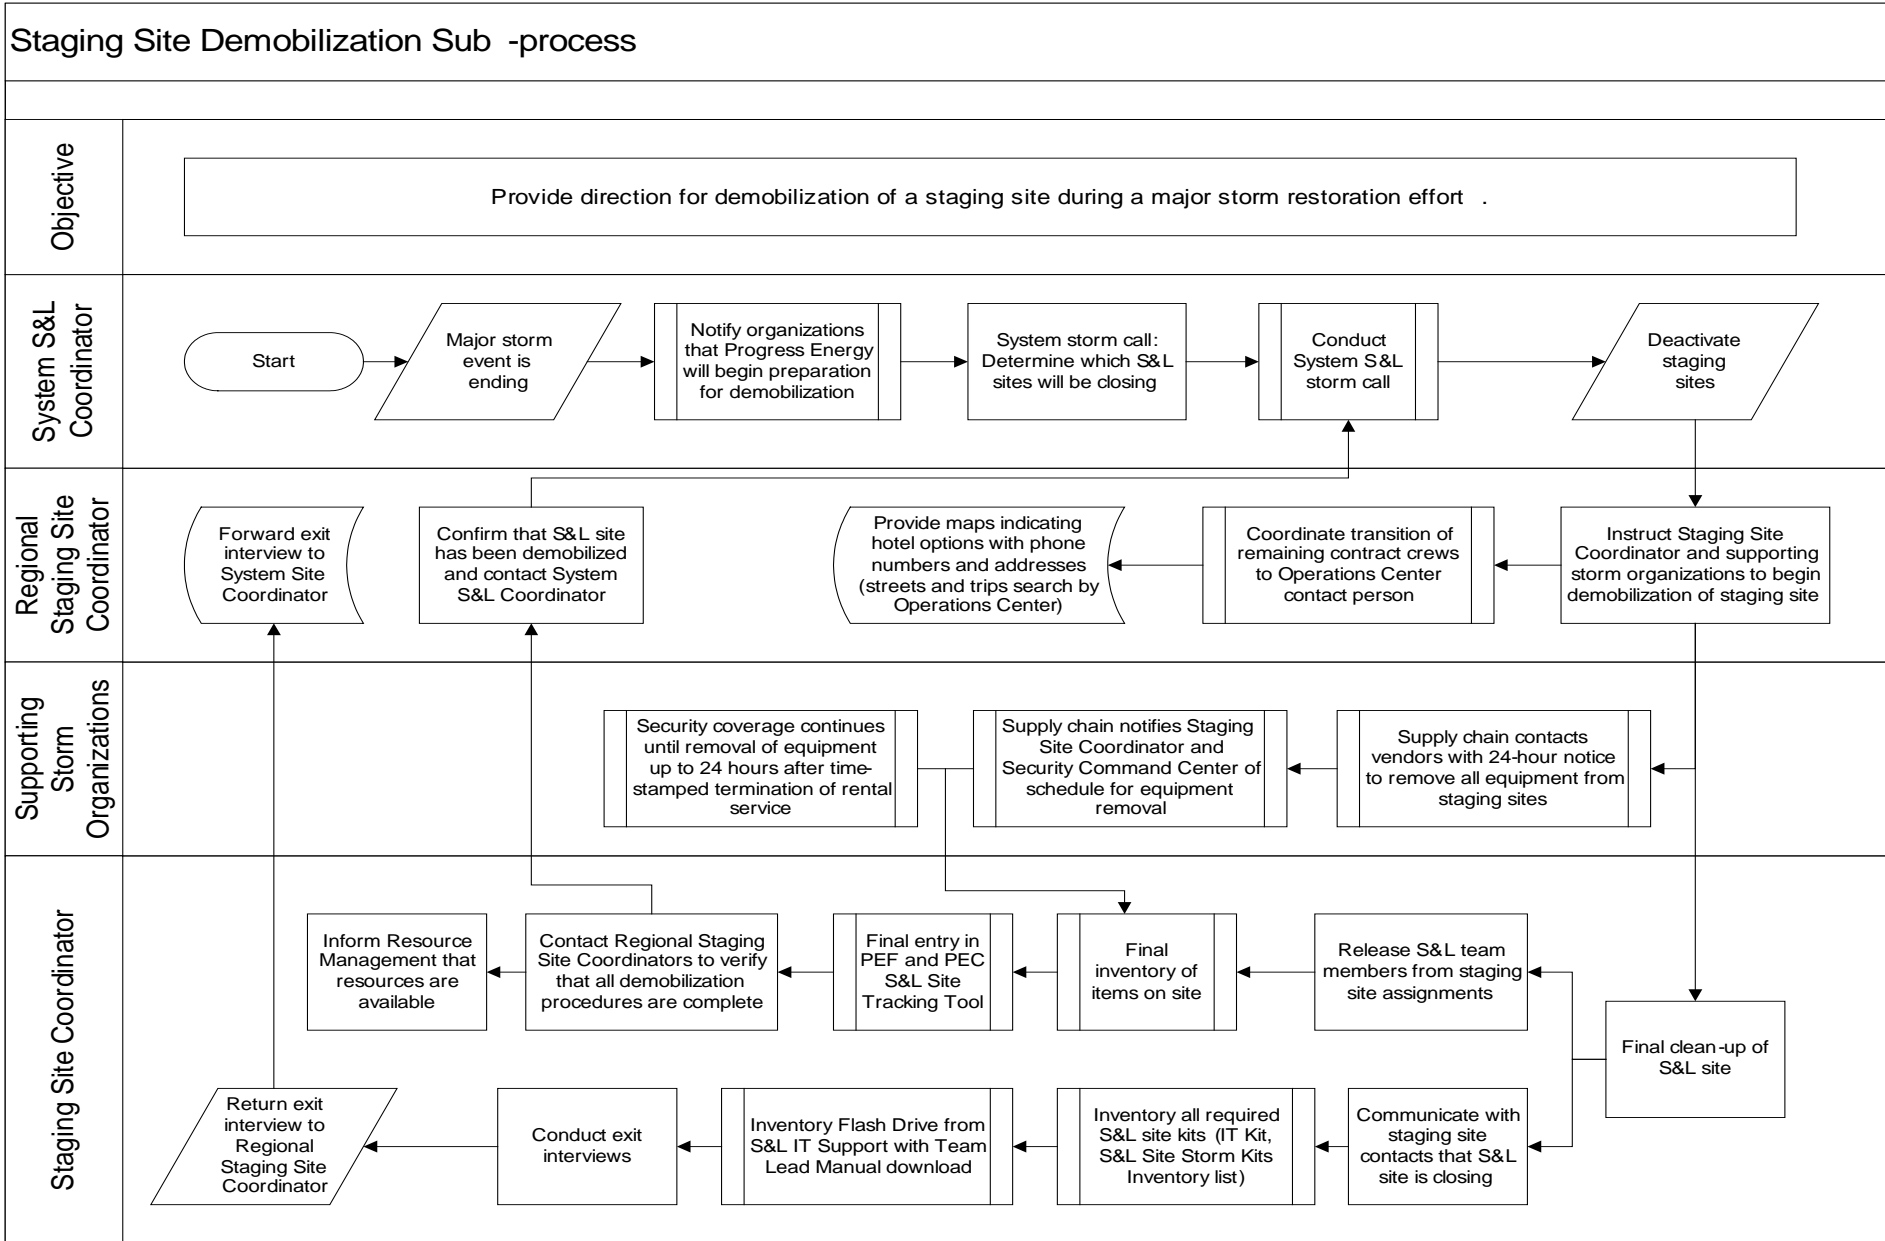 Staging Site Demobilization Sub -process
Objective
Provide direction for demobilization of a staging site during a major storm restoration effort .
System S&L
Coordinator
Start
Major storm
event is
ending
Notify organizations
that Progress Energy
will begin preparation
for demobilization
System storm call:
Determine which S&L
sites will be closing
Conduct
System S&L
storm call
Deactivate
staging
sites
Regional
Staging Site
Coordinator
Forward exit
interview to
System Site
Coordinator
Confirm that S&L site
has been demobilized
and contact System
S&L Coordinator
Provide maps indicating
hotel options with phone
numbers and addresses
(streets and trips search by
Operations Center)
Coordinate transition of
remaining contract crews
to Operations Center
contact person
Instruct Staging Site
Coordinator and supporting
storm organizations to begin
demobilization of staging site
Supporting
Storm
Organizations
Security coverage continues
until removal of equipment
up to 24 hours after time-
stamped termination of rental
service
Supply chain notifies Staging
Site Coordinator and
Security Command Center of
schedule for equipment
removal
Supply chain contacts
vendors with 24-hour notice
to remove all equipment from
staging sites
Staging Site Coordinator
Inform Resource
Management that
resources are
available
Contact Regional Staging
Site Coordinators to verify
that all demobilization
procedures are complete
Final entry in
PEF and PEC
S&L Site
Tracking Tool
Final
inventory of
items on site
Release S&L team
members from staging
site assignments
Final clean-up of
S&L site
Return exit
interview to
Regional
Staging Site
Coordinator
Conduct exit
interviews
Inventory Flash Drive from
S&L IT Support with Team
Lead Manual download
Inventory all required
S&L site kits (IT Kit,
S&L Site Storm Kits
Inventory list)
Communicate with
staging site
contacts that S&L
site is closing